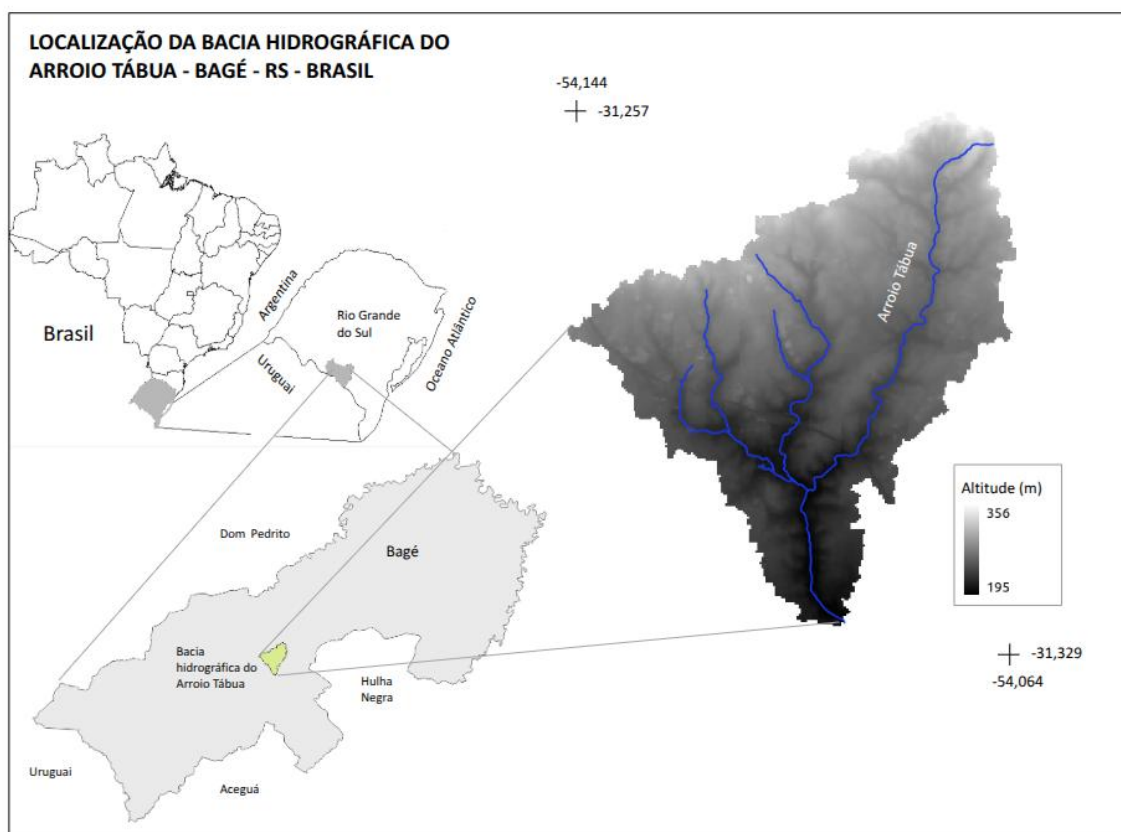 LOCALIZAÇÃO DA BACIA HIDROGRÁFICA DO
ARROIO TÁBUA - BAGÉ - RS - BRASIL
-54,144
-31,257
Brasil
Argentina
Rio Grande
do Sul
Uruguai
Oceano Atlântico
Arroio Tábua
Altitude (m)
356
195
Dom Pedrito
Bagé
Bacia
hidrográfica do
Arroio Tábua
Hulha
Negra
Uruguai
Aceguá
-31,329
-54,064